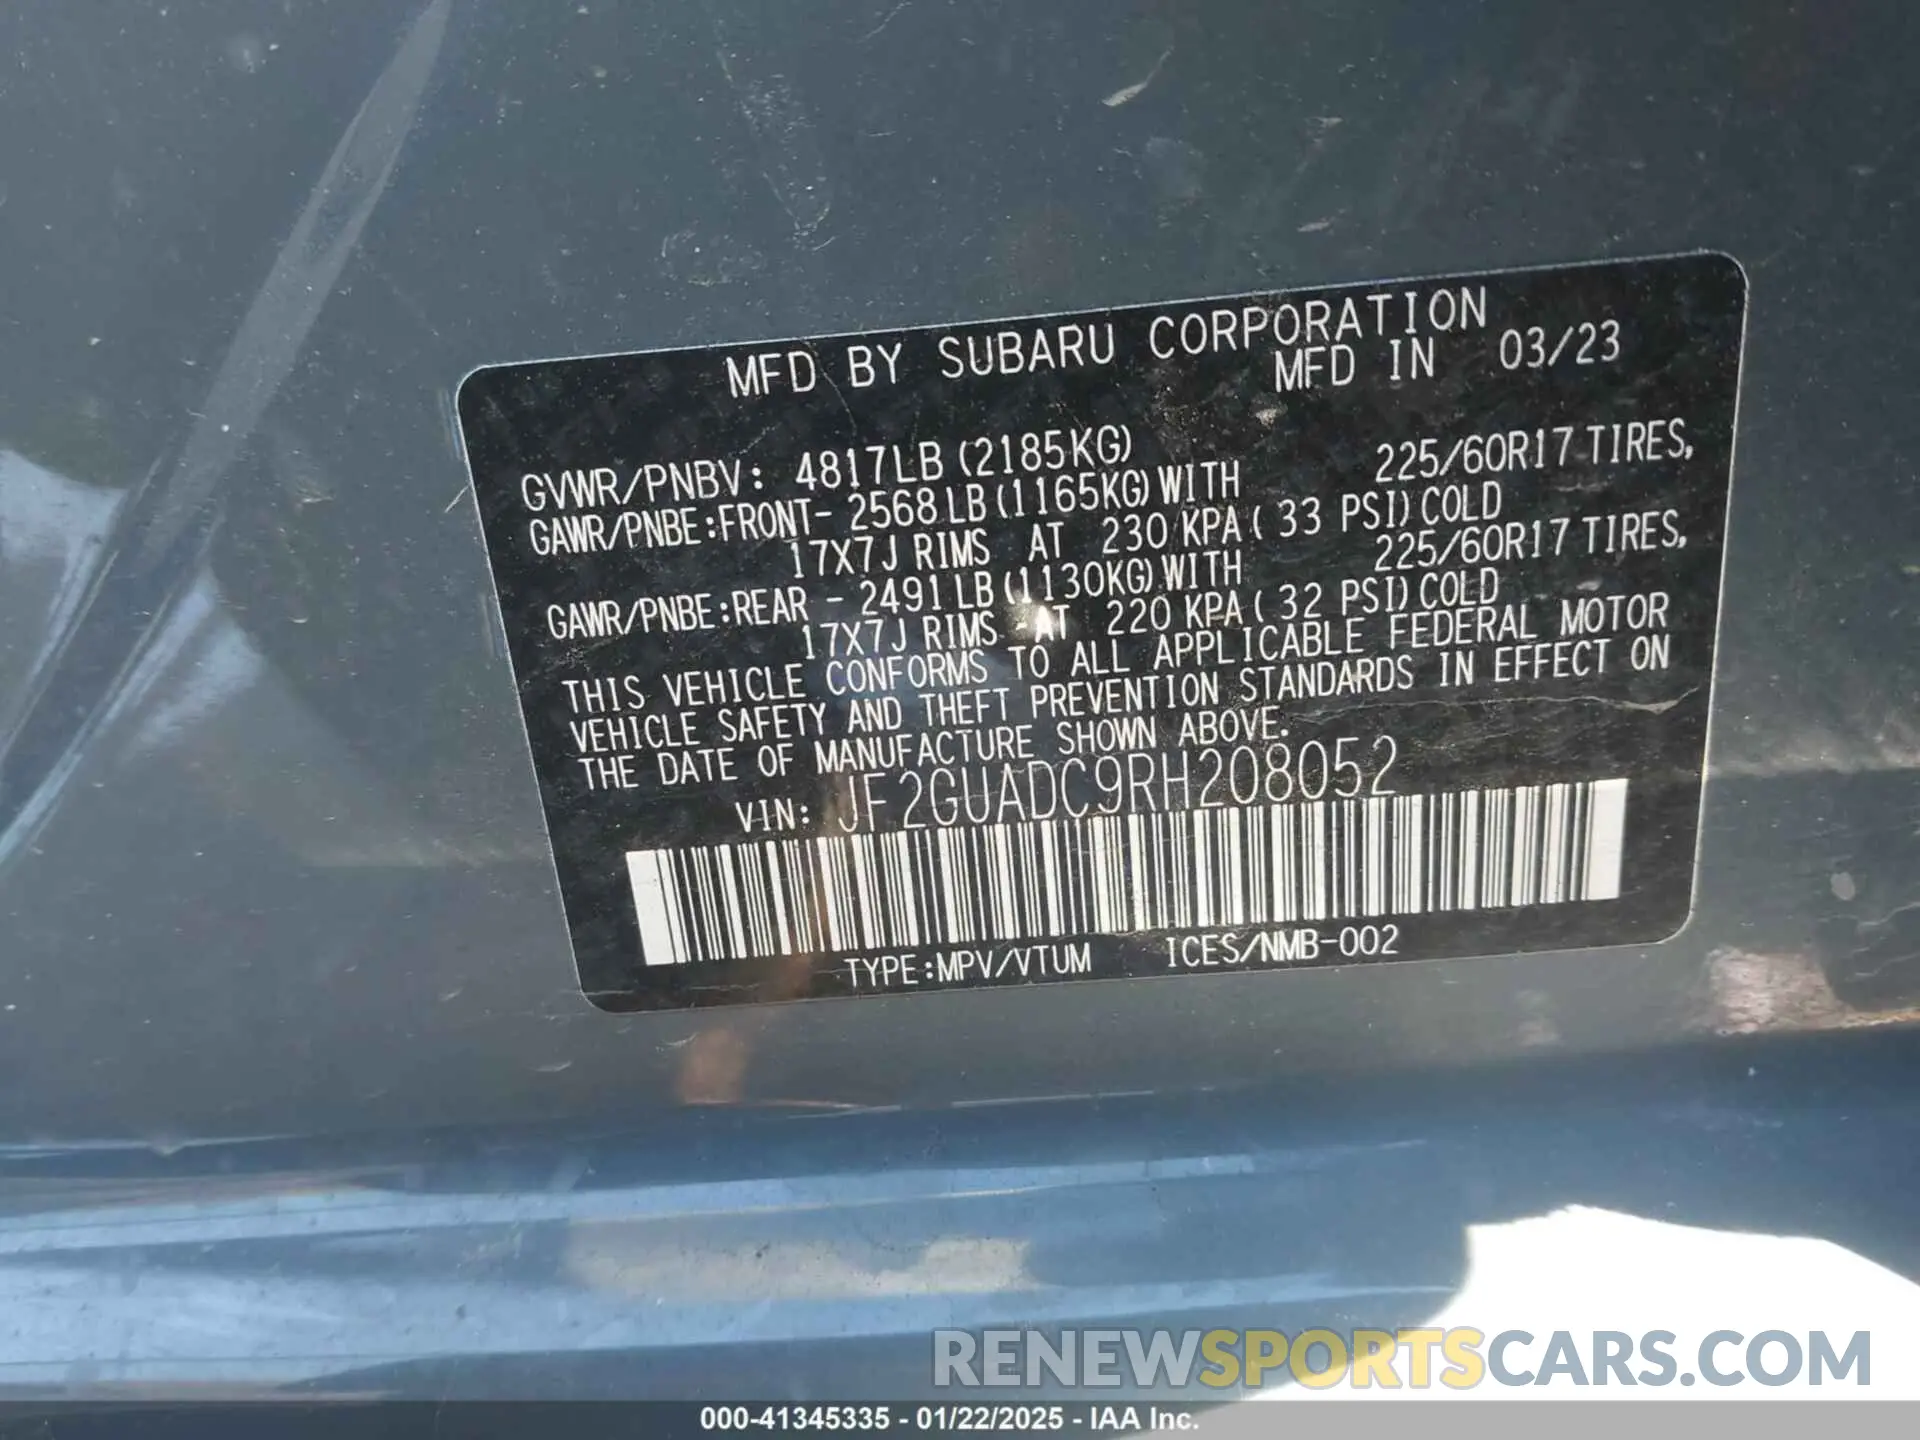 MFD BY SUBARU CORPORATION
MFD IN 03/23
GVWR/PNBV: 4817LB (2185KG)
GAWR/PNBE:FRONT- 2568LB (1165KG) WITH 225/60R17 TIRES,
17X7J RIMS AT 230 KPA ( 33 PSI) COLD
GAWR/PNBE:REAR - 2491LB (1130KG) WITH 225/60R17 TIRES,
17X7J RIMS AT 220 KPA ( 32 PSI) COLD
THIS VEHICLE CONFORMS TO ALL APPLICABLE FEDERAL MOTOR
VEHICLE SAFETY AND THEFT PREVENTION STANDARDS IN EFFECT ON
THE DATE OF MANUFACTURE SHOWN ABOVE.
VIN: JF2GUADC9RH208052
TYPE:MPV/VTUM ICES/NMB-002
RENEWSPORTSCARS.COM
000-41345335 - 01/22/2025 - IAA Inc.